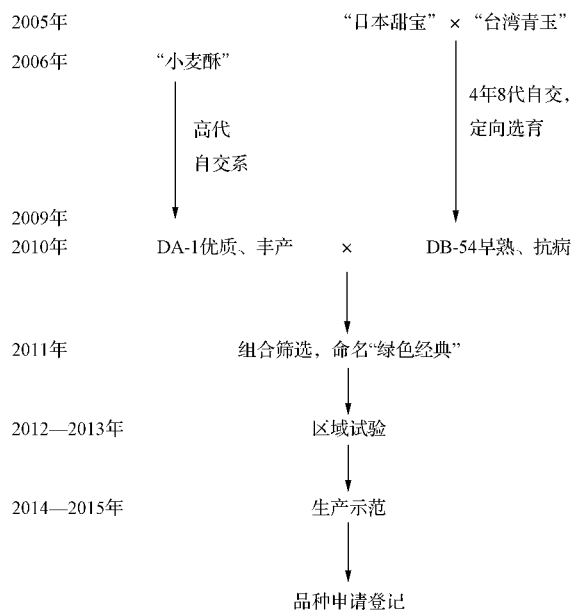 2005年 “日本甜宝” × “台湾青玉”
2006年 “小麦酥”
4年8代自交，
定向选育
高代
自交系
2009年
2010年 DA-1优质、丰产 × DB-54早熟、抗病
2011年 组合筛选，命名“绿色经典”
2012—2013年 区域试验
2014—2015年 生产示范
品种申请登记